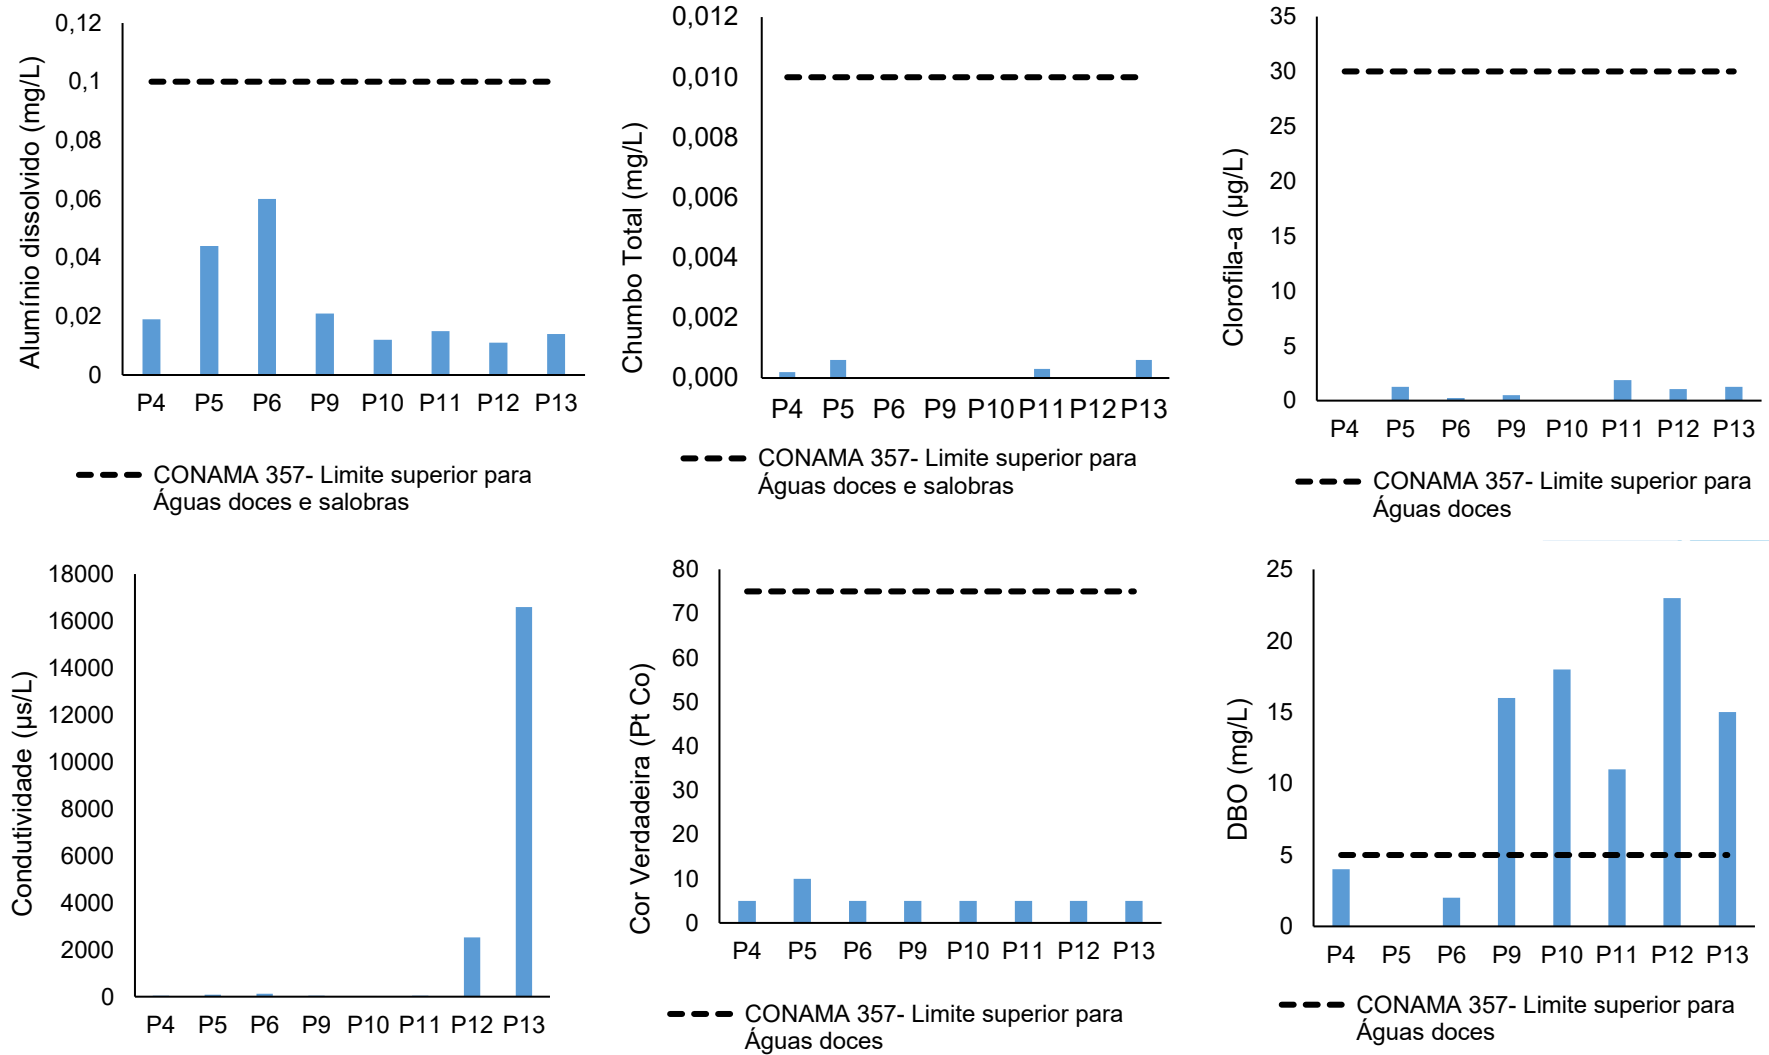 Alumínio dissolvido (mg/L)
0,12
0,1
0,08
0,06
0,04
0,02
0
P4 P5 P6 P9 P10 P11 P12 P13
CONAMA 357- Limite superior para
Águas doces e salobras
Chumbo Total (mg/L)
0,012
0,010
0,008
0,006
0,004
0,002
0,000
P4 P5 P6 P9 P10 P11 P12 P13
CONAMA 357- Limite superior para
Águas doces e salobras
Clorofila-a (µg/L)
35
30
25
20
15
10
5
0
P4 P5 P6 P9 P10 P11 P12 P13
CONAMA 357- Limite superior para
Águas doces
Condutividade (µs/L)
18000
16000
14000
12000
10000
8000
6000
4000
2000
0
P4 P5 P6 P9 P10 P11 P12 P13
Cor Verdadeira (Pt Co)
80
70
60
50
40
30
20
10
0
P4 P5 P6 P9 P10 P11 P12 P13
CONAMA 357- Limite superior para
Águas doces
DBO (mg/L)
25
20
15
10
5
0
P4 P5 P6 P9 P10 P11 P12 P13
CONAMA 357- Limite superior para
Águas doces